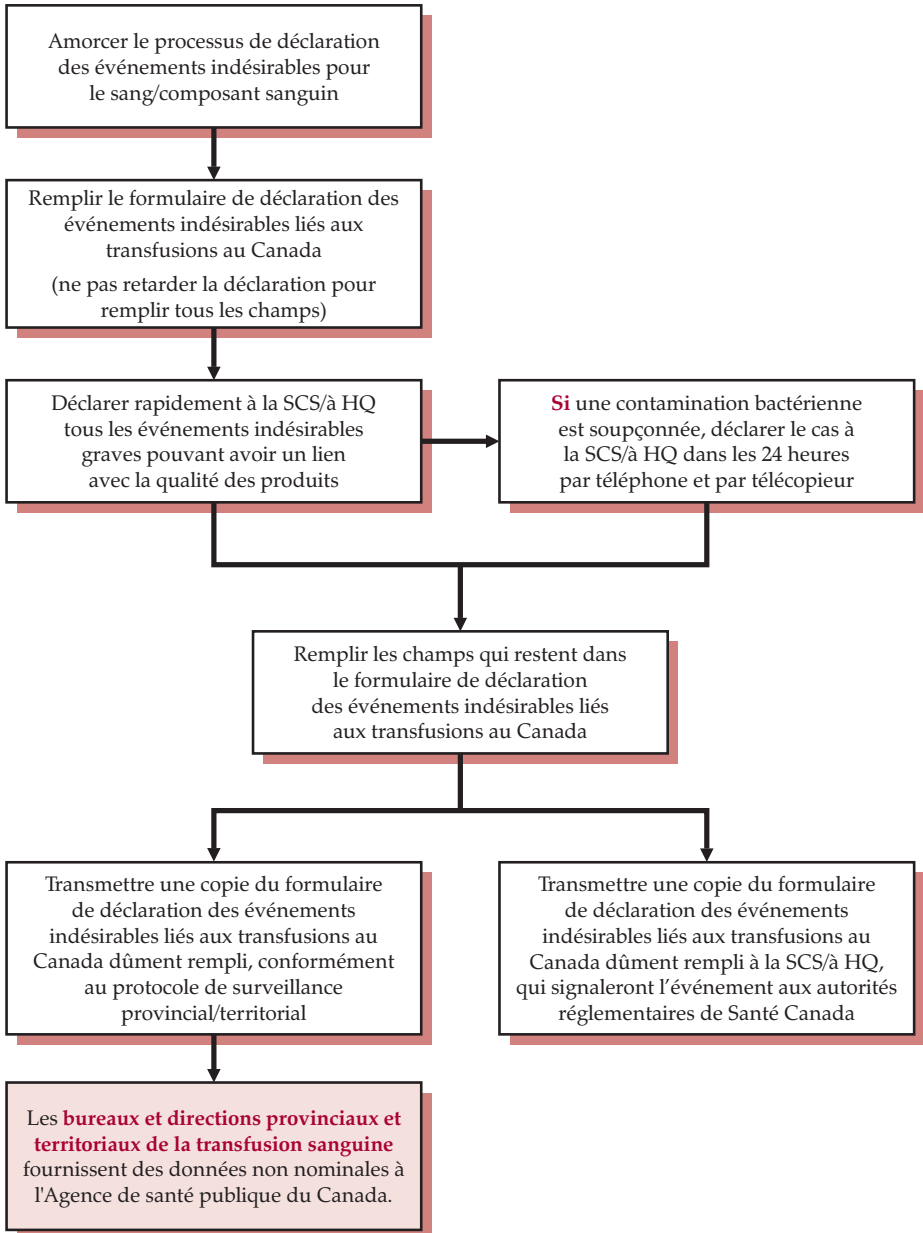 Amorcer le processus de déclaration
des événements indésirables pour
le sang/composant sanguin
Remplir le formulaire de déclaration des
événements indésirables liés aux
transfusions au Canada
(ne pas retarder la déclaration pour
remplir tous les champs)
Déclarer rapidement à la SCS/à HQ
tous les événements indésirables
graves pouvant avoir un lien
avec la qualité des produits
Si une contamination bactérienne
est soupçonnée, déclarer le cas à
la SCS/à HQ dans les 24 heures
par téléphone et par télécopieur
Remplir les champs qui restent dans
le formulaire de déclaration
des événements indésirables liés
aux transfusions au Canada
Transmettre une copie du formulaire
de déclaration des événements
indésirables liés aux transfusions au
Canada dûment rempli, conformément
au protocole de surveillance
provincial/territorial
Transmettre une copie du formulaire
de déclaration des événements
indésirables liés aux transfusions au
Canada dûment rempli à la SCS/à HQ,
qui signaleront l’événement aux autorités
réglementaires de Santé Canada
Les bureaux et directions provinciaux et
territoriaux de la transfusion sanguine
fournissent des données non nominales à
l'Agence de santé publique du Canada.